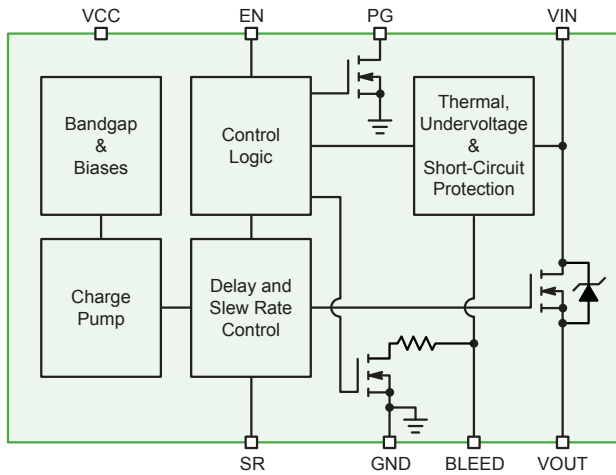 VCC
EN
PG
VIN
Bandgap
&
Biases
Control
Logic
Thermal,
Undervoltage
&
Short-Circuit
Protection
Charge
Pump
Delay and
Slew Rate
Control
SR
GND
BLEED
VOUT